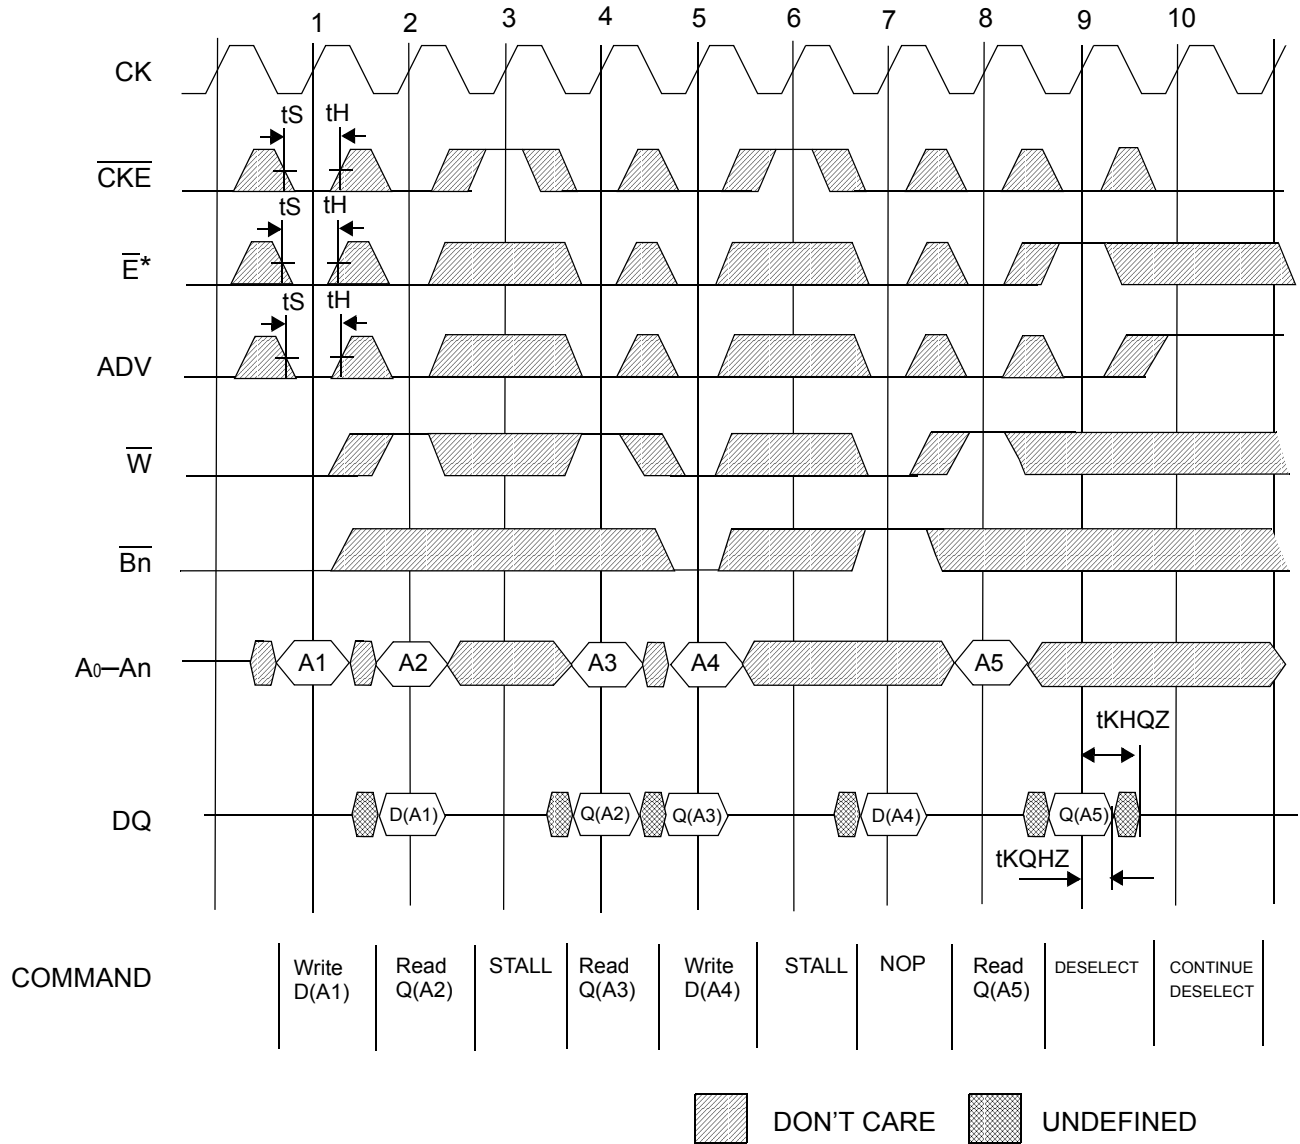 1 2 3 4 5 6 7 8 9 10
CK
tS tH
CKE
tS tH
E*
tS tH
ADV
W
Bn
A0–An A1 A2 A3 A4 A5
tKHQZ
DQ D(A1) Q(A2) Q(A3) D(A4) Q(A5)
tKQHZ
COMMAND
Write D(A1)
Read Q(A2)
STALL
Read Q(A3)
Write D(A4)
STALL
NOP
Read Q(A5)
DESELECT
CONTINUE DESELECT
DON'T CARE
UNDEFINED